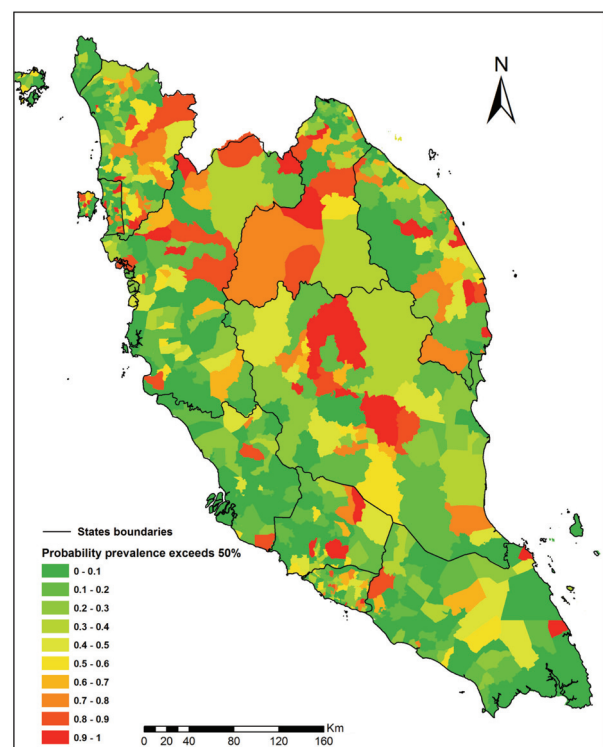 N
States boundaries
Probability prevalence exceeds 50%
0 - 0.1
0.1 - 0.2
0.2 - 0.3
0.3 - 0.4
0.4 - 0.5
0.5 - 0.6
0.6 - 0.7
0.7 - 0.8
0.8 - 0.9
0.9 - 1
Km
0 10 20 40 80 120 160